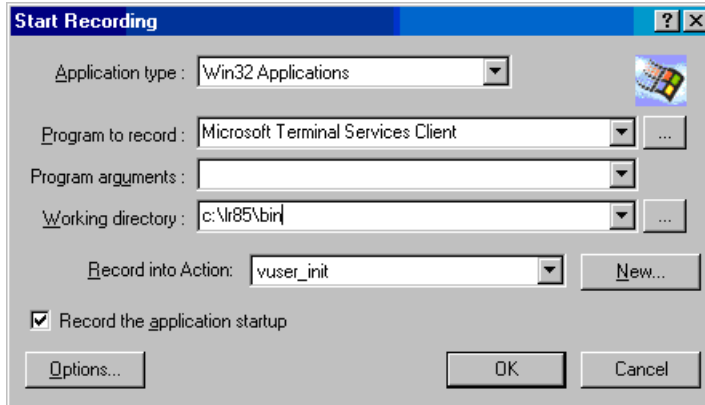 Start Recording
Application type : Win32 Applications
Program to record : Microsoft Terminal Services Client ...
Program arguments :
Working directory : c:\lr85\bin ...
Record into Action: vuser_init New...
Record the application startup
Options... OK Cancel